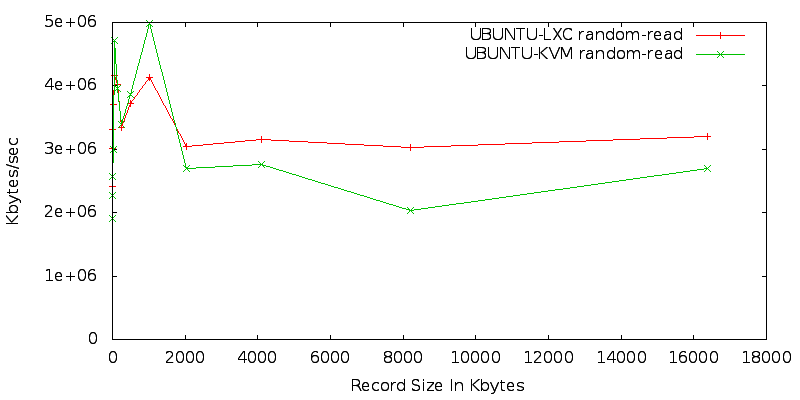 UBUNTU-LXC random-read
UBUNTU-KVM random-read
5e+06
4e+06
3e+06
2e+06
1e+06
0
Kbytes/sec
0 2000 4000 6000 8000 10000 12000 14000 16000 18000
Record Size In Kbytes